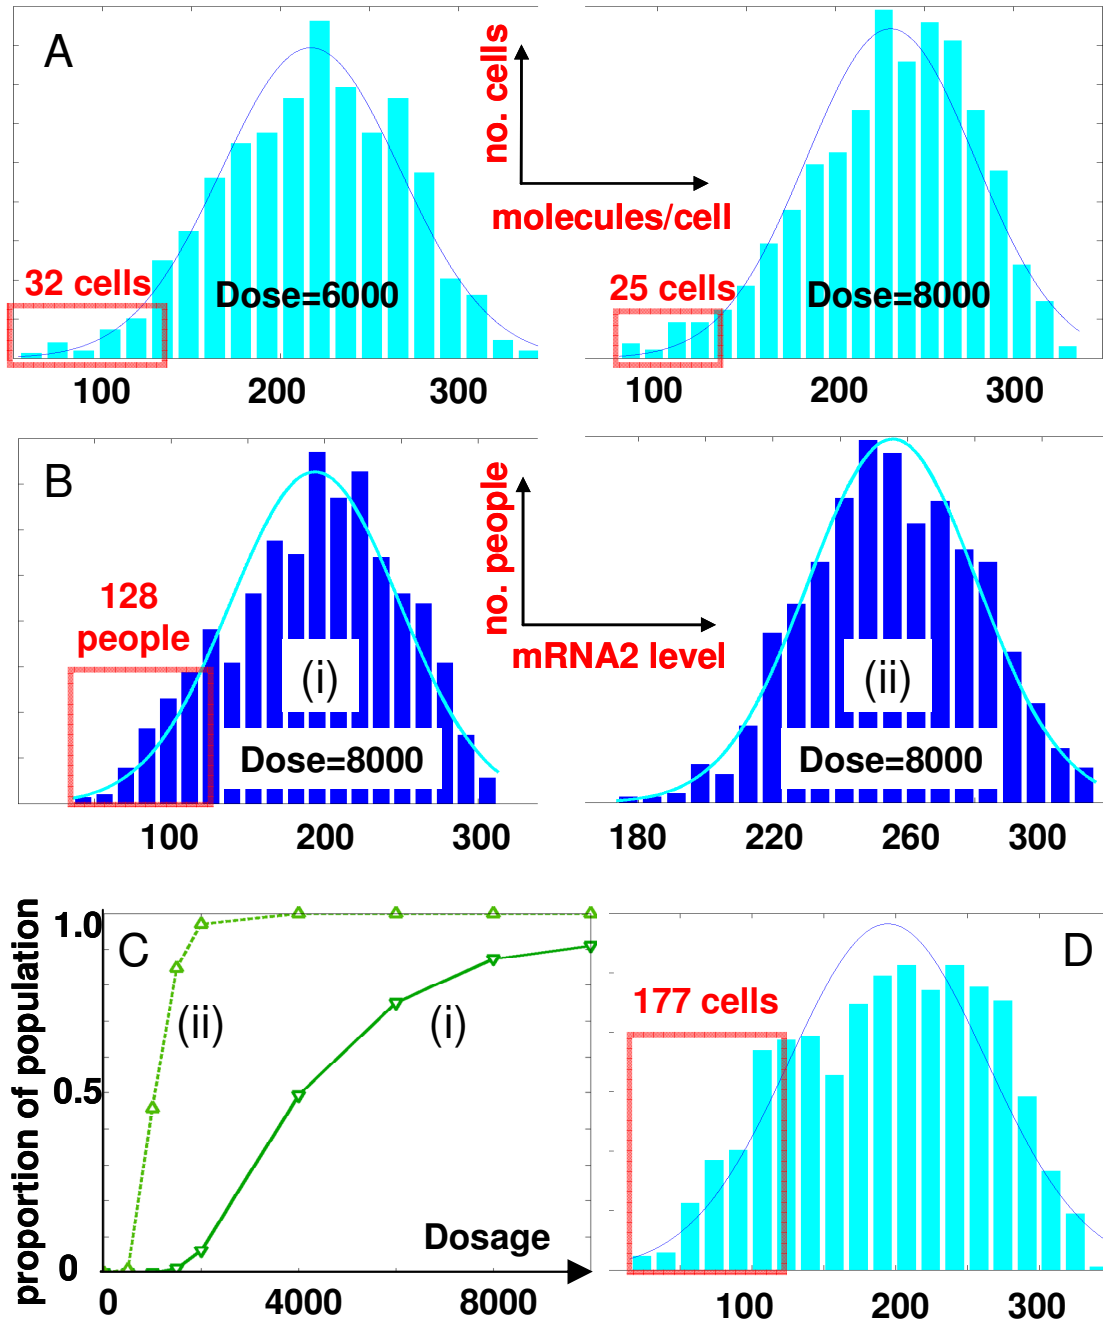 A
no. cells
molecules/cell
32 cells
Dose=6000
25 cells
Dose=8000
100 200 300
100 200 300
B
no. people
mRNA2 level
128
people
(i)
Dose=8000
(ii)
Dose=8000
100 200 300
180 220 260 300
proportion of population
1.0
0.5
0
C
(ii)
(i)
Dosage
0 4000 8000
D
177 cells
100 200 300